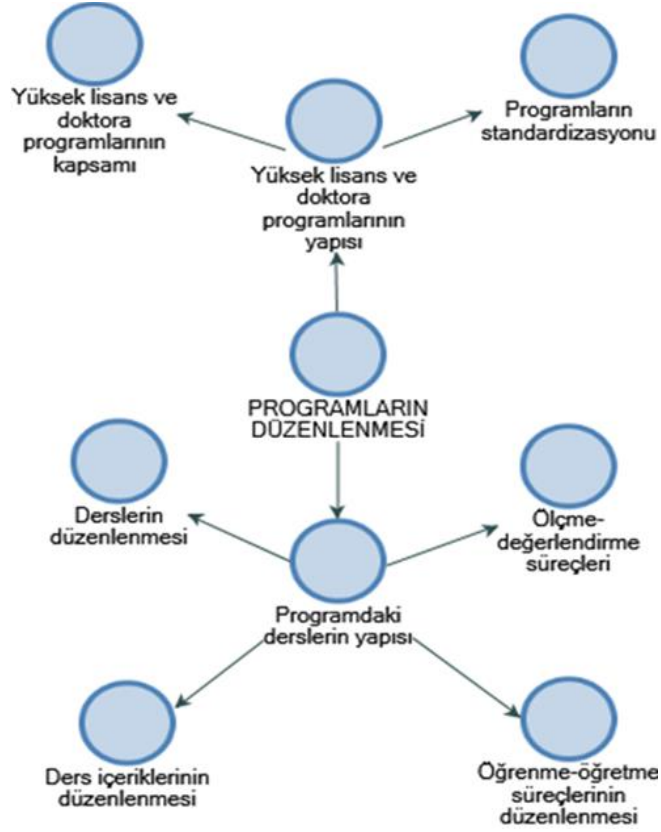 Yüksek lisans ve
doktora
programlarının
kapsamı
Programların
standardizasyonu
Yüksek lisans ve
doktora
programlarının
yapısı
PROGRAMLARIN
DÜZENLENMESİ
Derslerin
düzenlenmesi
Ölçme-
değerlendirme
süreçleri
Programdaki
derslerin yapısı
Ders içeriklerinin
düzenlenmesi
Öğrenme-öğretme
süreçlerinin
düzenlenmesi